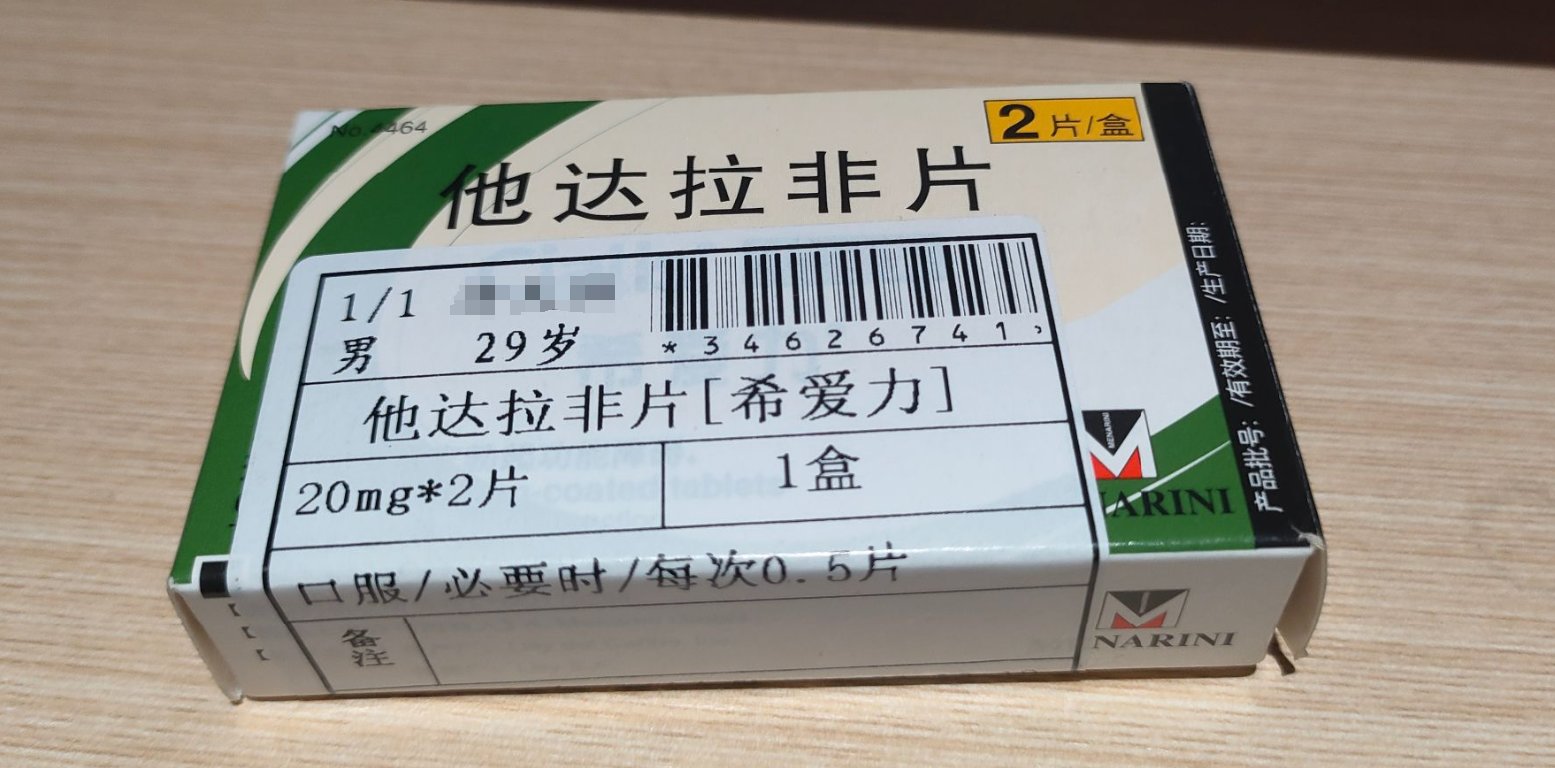 No.4464
2片/盒
他达拉非片
1/1
*34626741*
男 29岁
他达拉非片[希爱力]
20mg*2片 1盒
口服/必要时/每次0.5片
备注
MENARINI
NARINI
NARINI
产品批号: /有效期至: /生产日期: